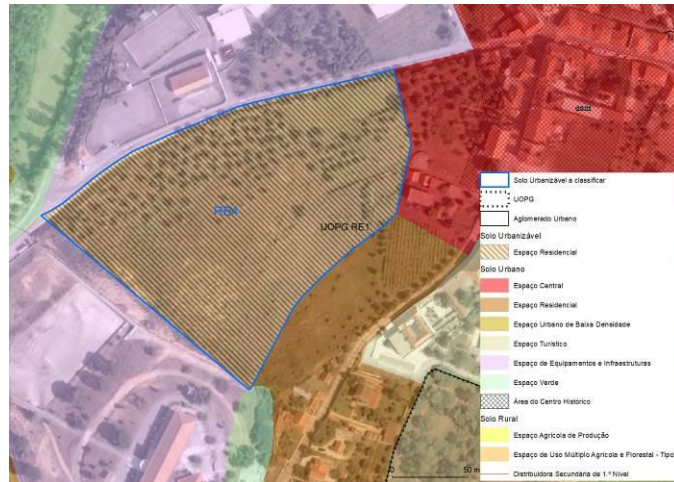 RE4
UOPG RE1
Solo Urbanizável a classificar
UOPG
Aglomerado Urbano
Solo Urbanizável
Espaço Residencial
Solo Urbano
Espaço Central
Espaço Residencial
Espaço Urbano de Baixa Densidade
Espaço Turístico
Espaço de Equipamentos e Infraestruturas
Espaço Verde
Área do Centro Histórico
Solo Rural
Espaço Agrícola de Produção
Espaço de Uso Múltiplo Agrícola e Florestal - Tipo
Distribuidora Secundária de 1.º Nível
0 50 m